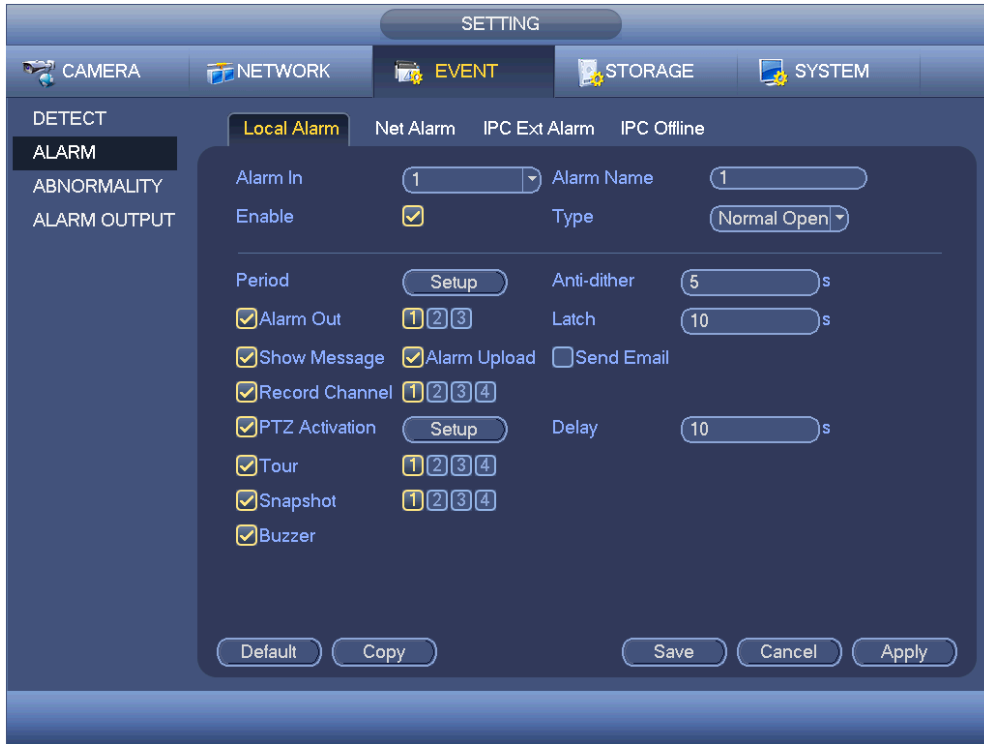 SETTING
CAMERA NETWORK EVENT STORAGE SYSTEM
DETECT
ALARM
ABNORMALITY
ALARM OUTPUT
Local Alarm Net Alarm IPC Ext Alarm IPC Offline
Alarm In 1 Alarm Name 1
Enable Type Normal Open
Period Setup Anti-dither 5 s
Alarm Out 1 2 3 Latch 10 s
Show Message Alarm Upload Send Email
Record Channel 1 2 3 4
PTZ Activation Setup Delay 10 s
Tour 1 2 3 4
Snapshot 1 2 3 4
Buzzer
Default Copy Save Cancel Apply